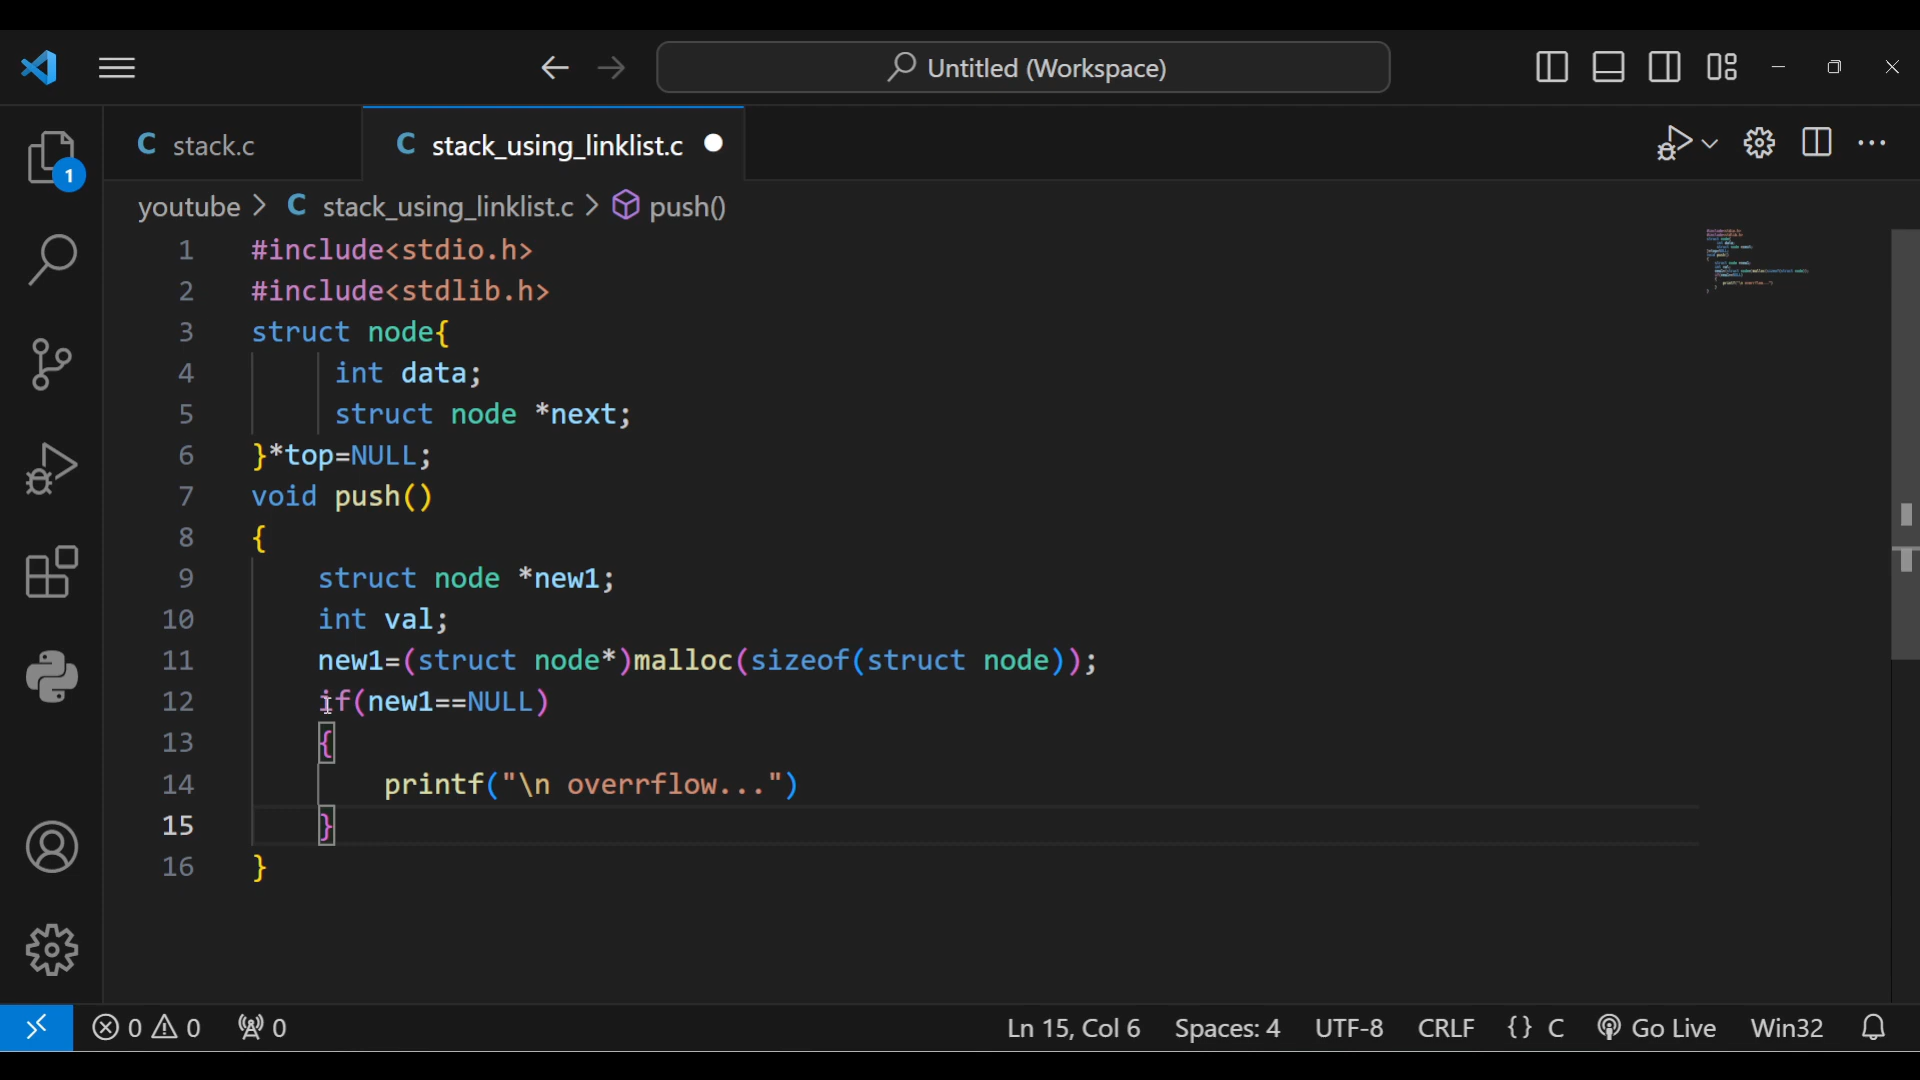 Untitled (Workspace)
C stack.c C stack_using_linklist.c
1
youtube > C stack_using_linklist.c > push()
1 #include<stdio.h>
2 #include<stdlib.h>
3 struct node{
4 int data;
5 struct node *next;
6 }*top=NULL;
7 void push()
8 {
9 struct node *new1;
10 int val;
11 new1=(struct node*)malloc(sizeof(struct node));
12 if(new1==NULL)
13 {
14 printf("\n overrflow...")
15 }
16 }
0 0 0 Ln 15, Col 6 Spaces: 4 UTF-8 CRLF {} C Go Live Win32